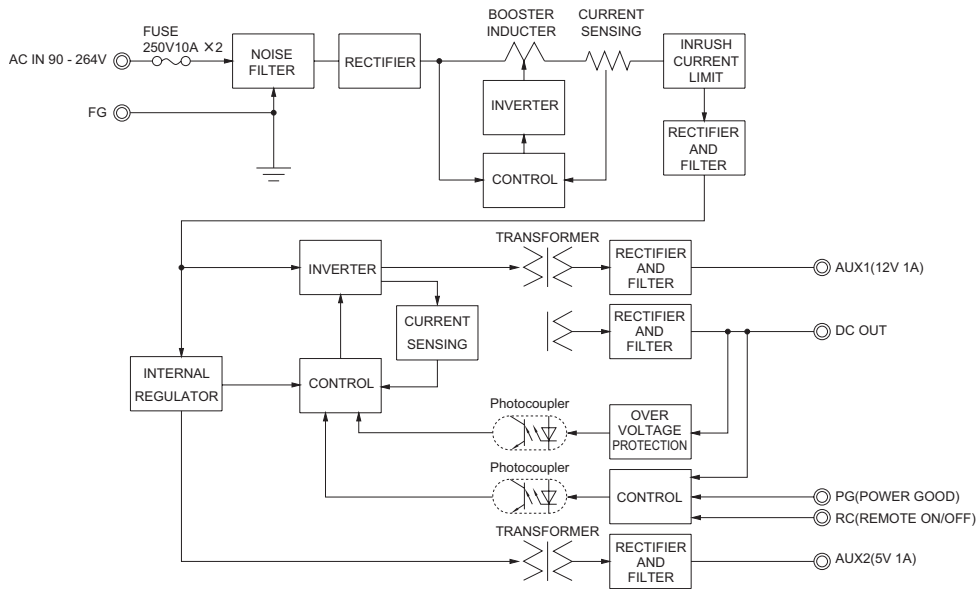 AC IN 90 - 264V
FUSE
250V10A ×2
NOISE
FILTER
RECTIFIER
BOOSTER
INDUCTER
CURRENT
SENSING
INRUSH
CURRENT
LIMIT
FG
INVERTER
CONTROL
RECTIFIER
AND
FILTER
INVERTER
TRANSFORMER
RECTIFIER
AND
FILTER
AUX1(12V 1A)
CURRENT
SENSING
RECTIFIER
AND
FILTER
DC OUT
INTERNAL
REGULATOR
CONTROL
Photocoupler
OVER
VOLTAGE
PROTECTION
Photocoupler
CONTROL
PG(POWER GOOD)
RC(REMOTE ON/OFF)
TRANSFORMER
RECTIFIER
AND
FILTER
AUX2(5V 1A)